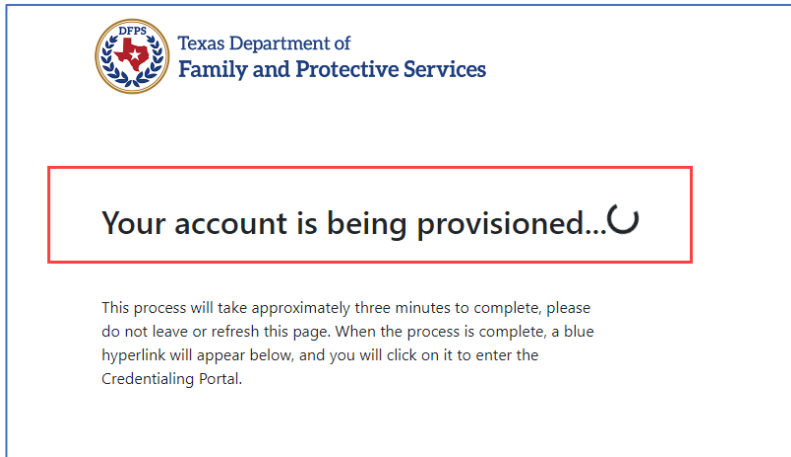 DFPS
Texas Department of
Family and Protective Services
Your account is being provisioned...
This process will take approximately three minutes to complete, please
do not leave or refresh this page. When the process is complete, a blue
hyperlink will appear below, and you will click on it to enter the
Credentialing Portal.